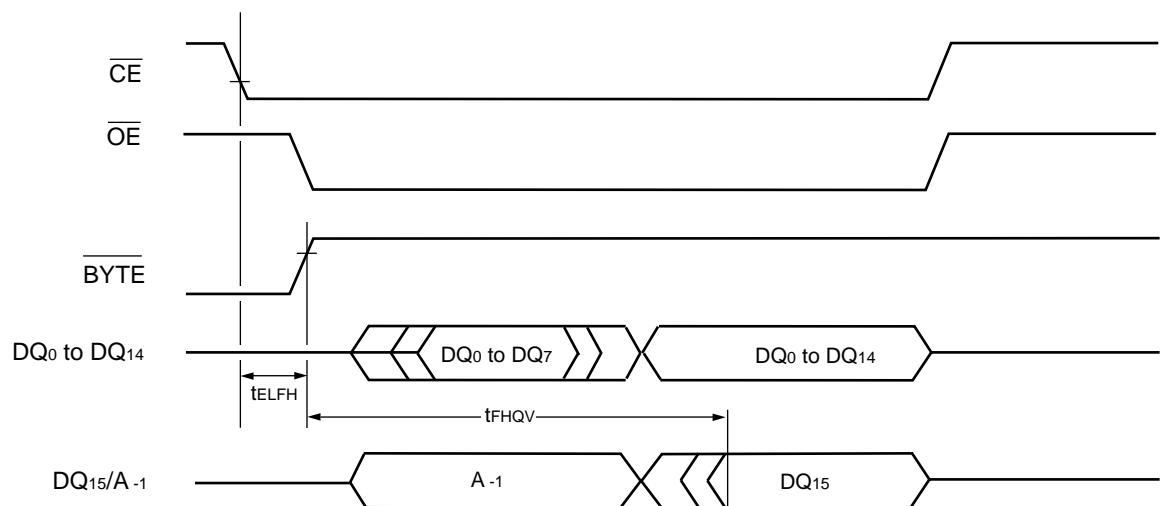 CE
OE
BYTE
DQ0 to DQ14
DQ0 to DQ7
DQ0 to DQ14
tELFH
tFHQV
DQ15/A -1
A -1
DQ15